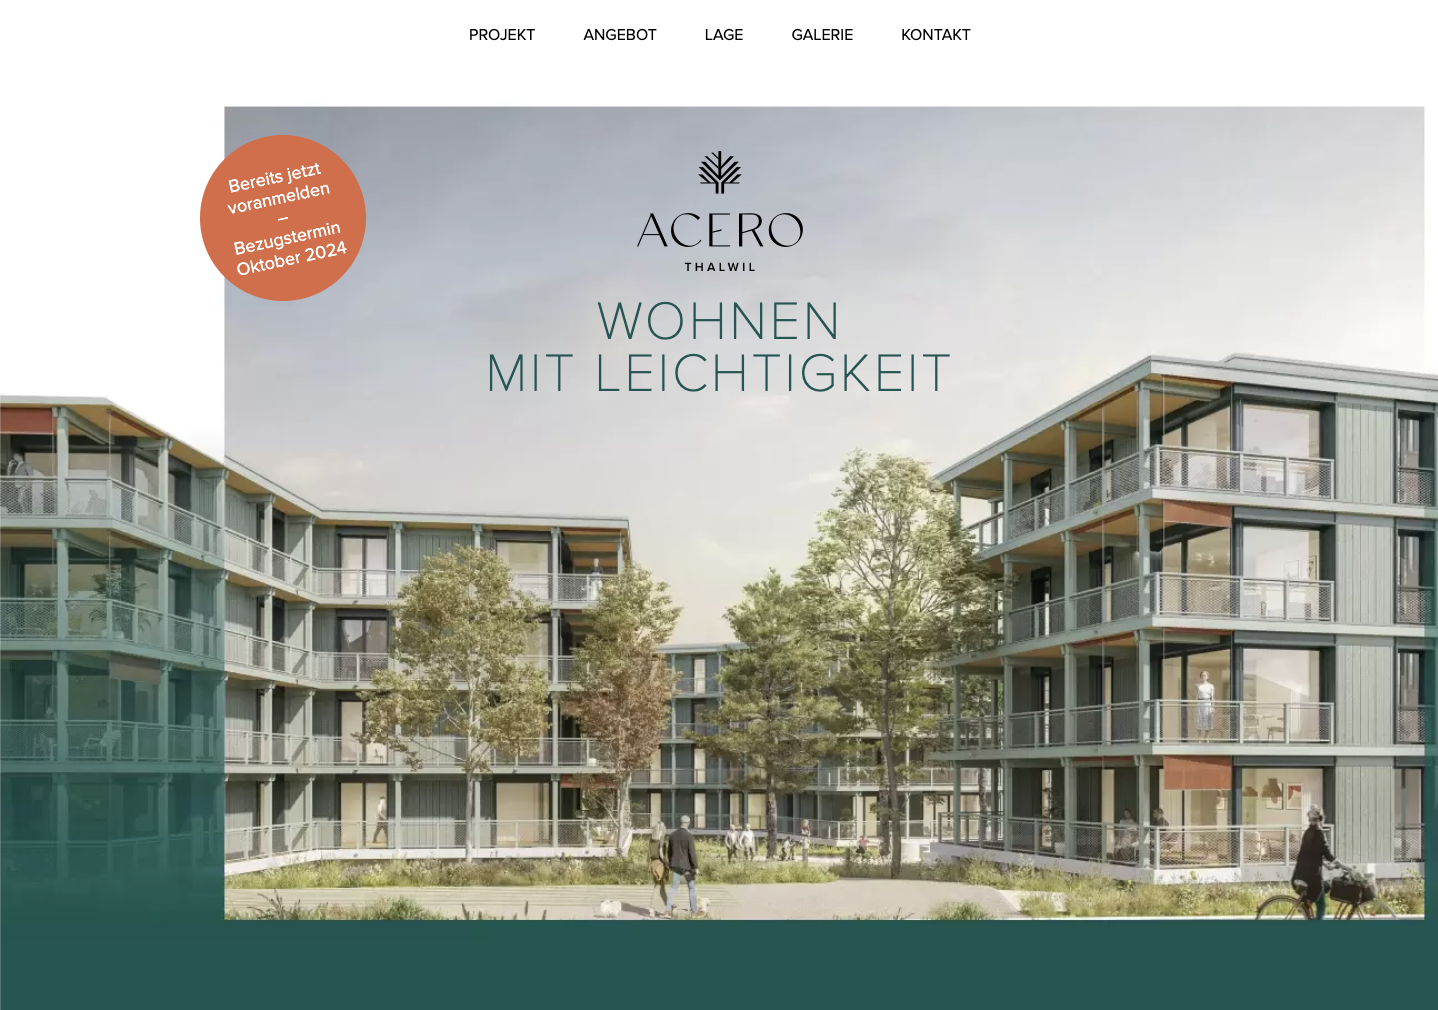 PROJEKT ANGEBOT LAGE GALERIE KONTAKT
Bereits jetzt
voranmelden
–
Bezugstermin
Oktober 2024
ACERO
THALWIL
WOHNEN
MIT LEICHTIGKEIT